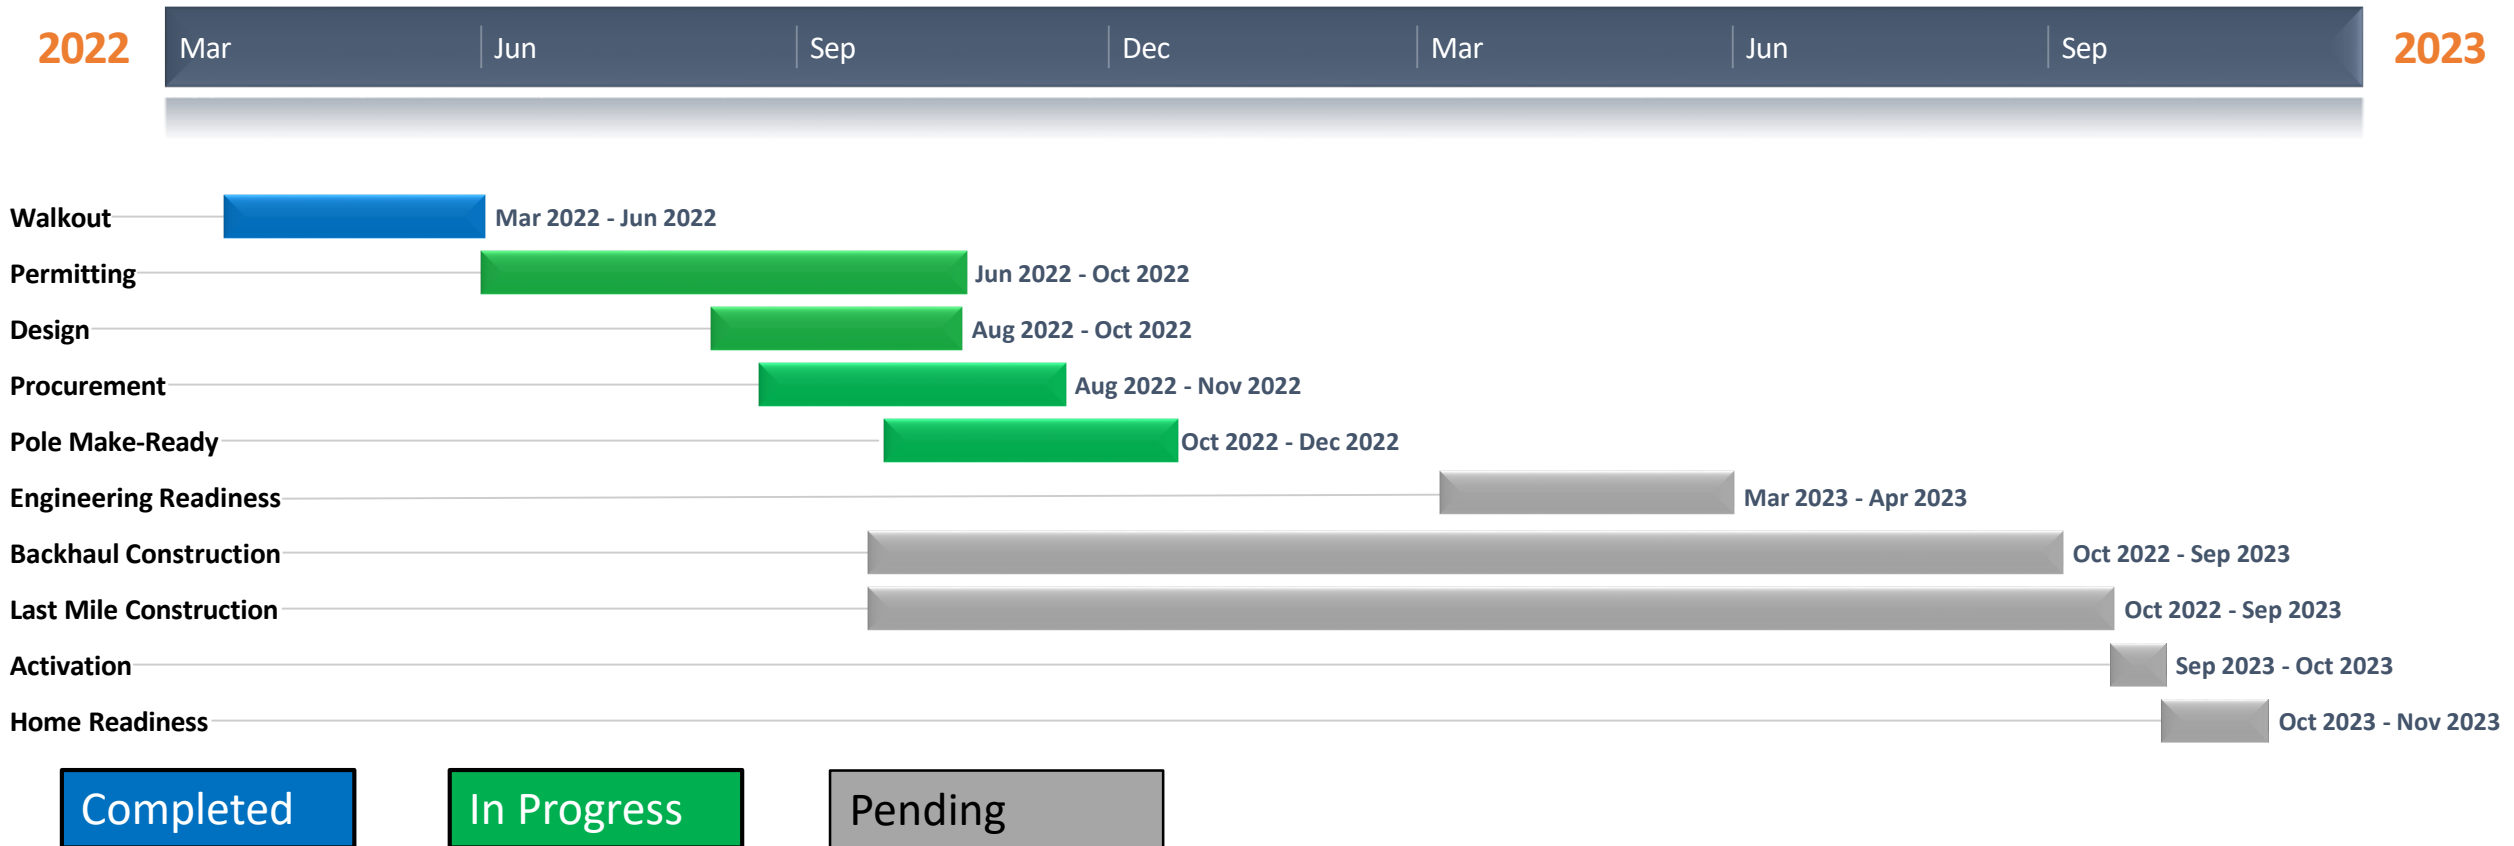 2022 Mar Jun Sep Dec Mar Jun Sep 2023
Walkout Mar 2022 - Jun 2022
Permitting Jun 2022 - Oct 2022
Design Aug 2022 - Oct 2022
Procurement Aug 2022 - Nov 2022
Pole Make-Ready Oct 2022 - Dec 2022
Engineering Readiness Mar 2023 - Apr 2023
Backhaul Construction Oct 2022 - Sep 2023
Last Mile Construction Oct 2022 - Sep 2023
Activation Sep 2023 - Oct 2023
Home Readiness Oct 2023 - Nov 2023
Completed In Progress Pending